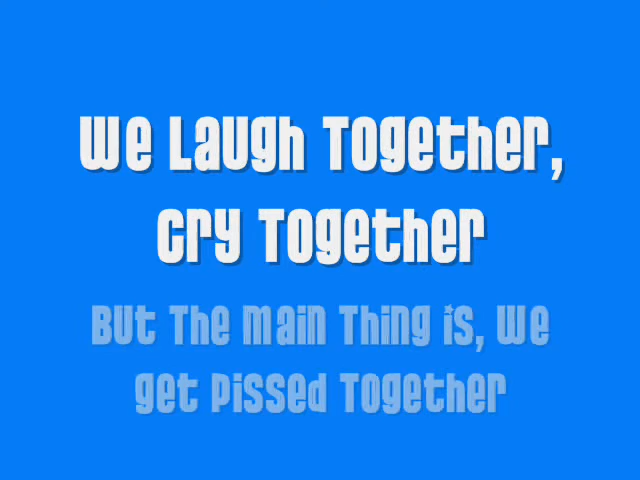 We Laugh Together,
Cry Together
But The Main Thing is, We
get Pissed Together